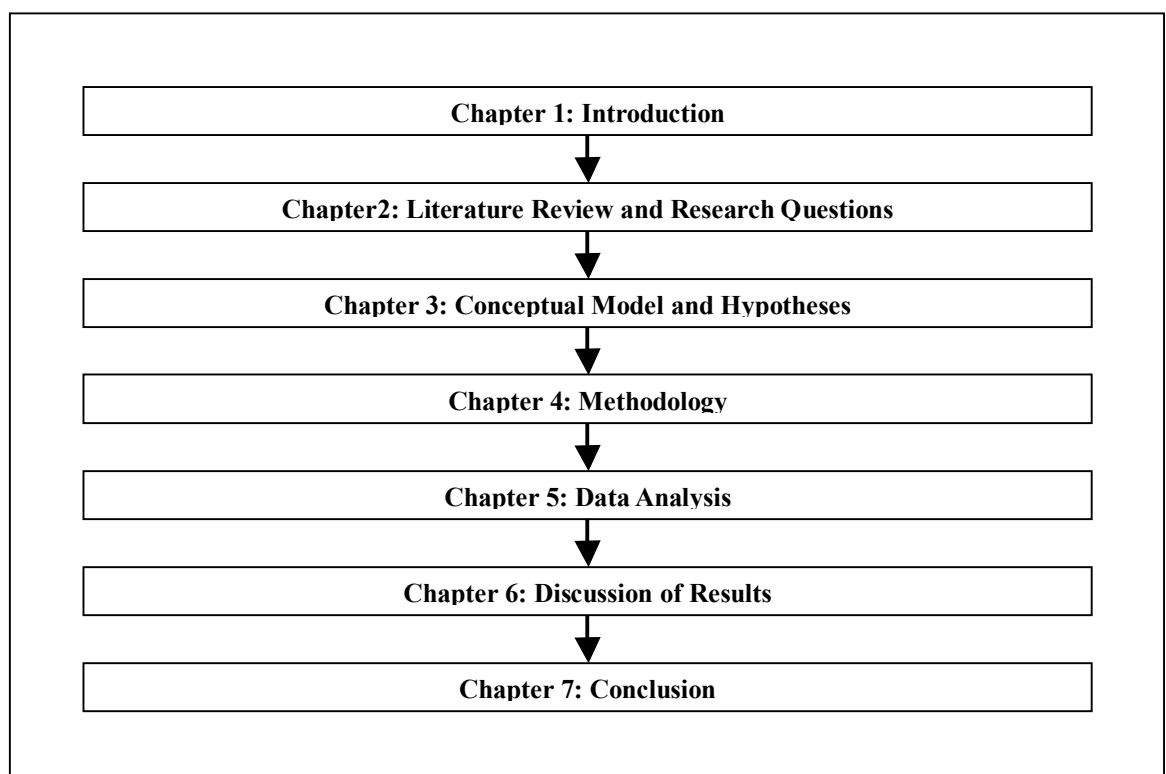 Chapter 1: Introduction
Chapter2: Literature Review and Research Questions
Chapter 3: Conceptual Model and Hypotheses
Chapter 4: Methodology
Chapter 5: Data Analysis
Chapter 6: Discussion of Results
Chapter 7: Conclusion